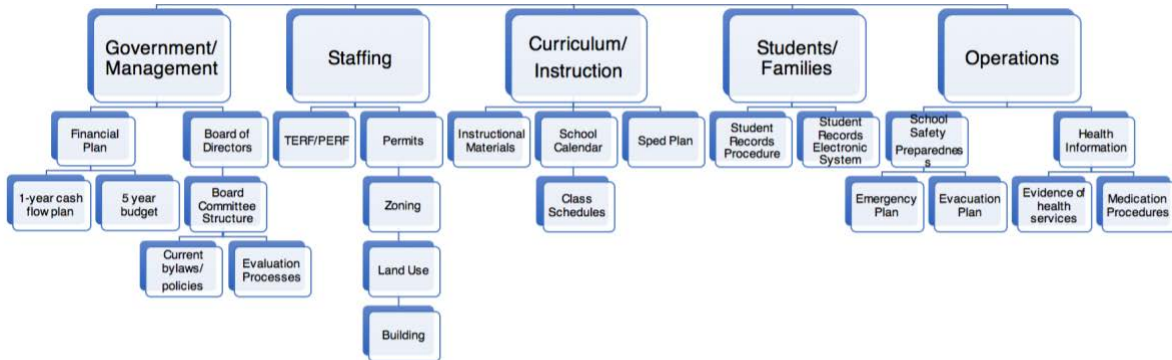 Government/
Management
Staffing
Curriculum/
Instruction
Students/
Families
Operations
Financial
Plan
Board of
Directors
TERF/PERF
Permits
Instructional
Materials
School
Calendar
Sped Plan
Student
Records
Procedure
Student
Records
Electronic
System
School
Safety
Preparednes
s
Health
Information
1-year cash
flow plan
5 year
budget
Board
Committee
Structure
Zoning
Class
Schedules
Emergency
Plan
Evacuation
Plan
Evidence of
health
services
Medication
Procedures
Current
bylaws/
policies
Evaluation
Processes
Land Use
Building